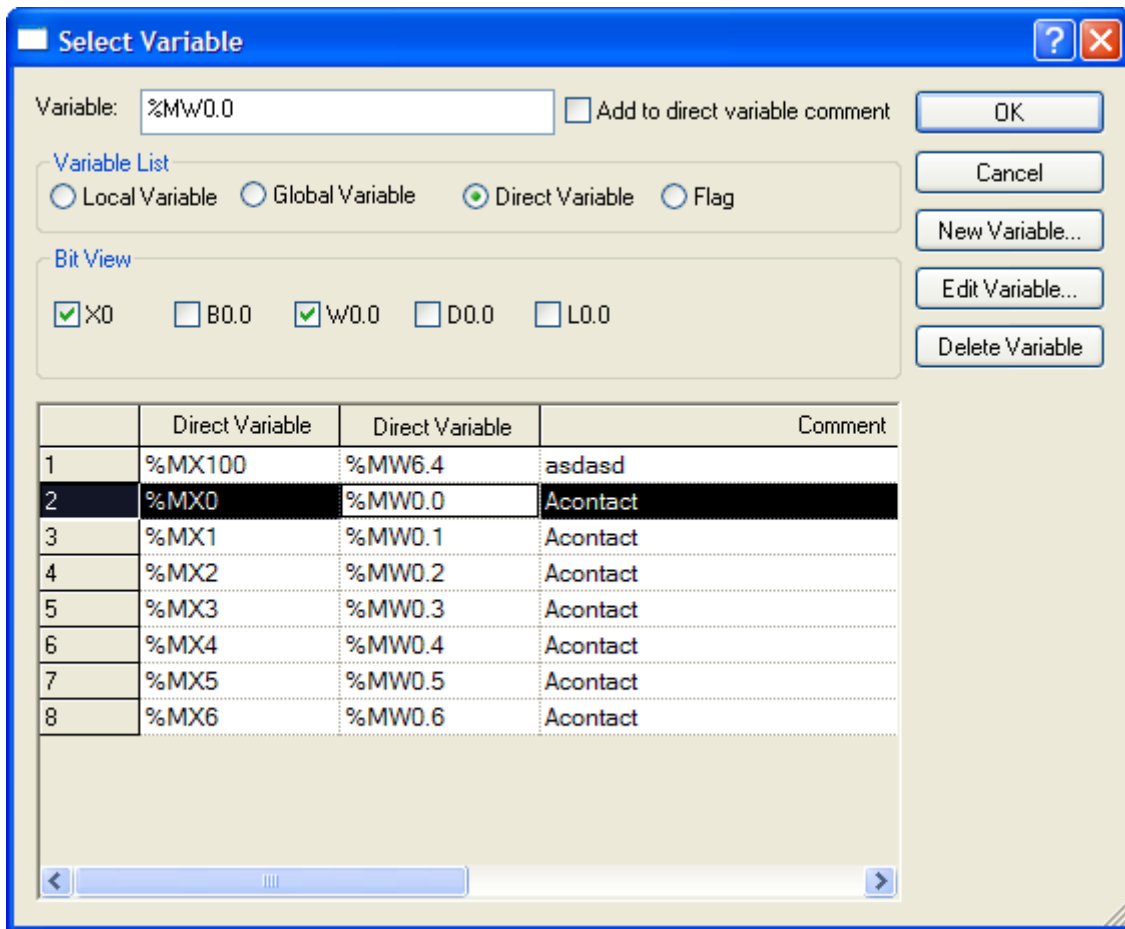 Select Variable
Variable: %MW0.0 Add to direct variable comment OK
Variable List Cancel
Local Variable Global Variable Direct Variable Flag
New Variable...
Bit View
Edit Variable...
X0 B0.0 W0.0 D0.0 L0.0
Delete Variable
Direct Variable Direct Variable Comment
1 %MX100 %MW6.4 asdasd
2 %MX0 %MW0.0 Acontact
3 %MX1 %MW0.1 Acontact
4 %MX2 %MW0.2 Acontact
5 %MX3 %MW0.3 Acontact
6 %MX4 %MW0.4 Acontact
7 %MX5 %MW0.5 Acontact
8 %MX6 %MW0.6 Acontact